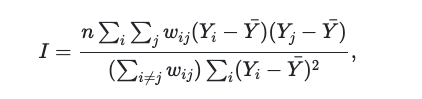 I = \frac{n \sum_i \sum_j w_{ij}(Y_i - \bar{Y})(Y_j - \bar{Y})}{(\sum_{i \neq j} w_{ij}) \sum_i (Y_i - \bar{Y})^2},